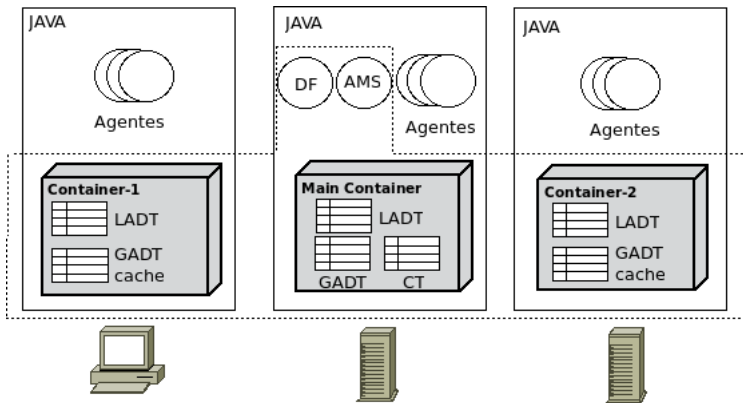 JAVA
Agentes
Container-1
LADT
GADT
cache
JAVA
DF
AMS
Agentes
Main Container
LADT
GADT
CT
JAVA
Agentes
Container-2
LADT
GADT
cache